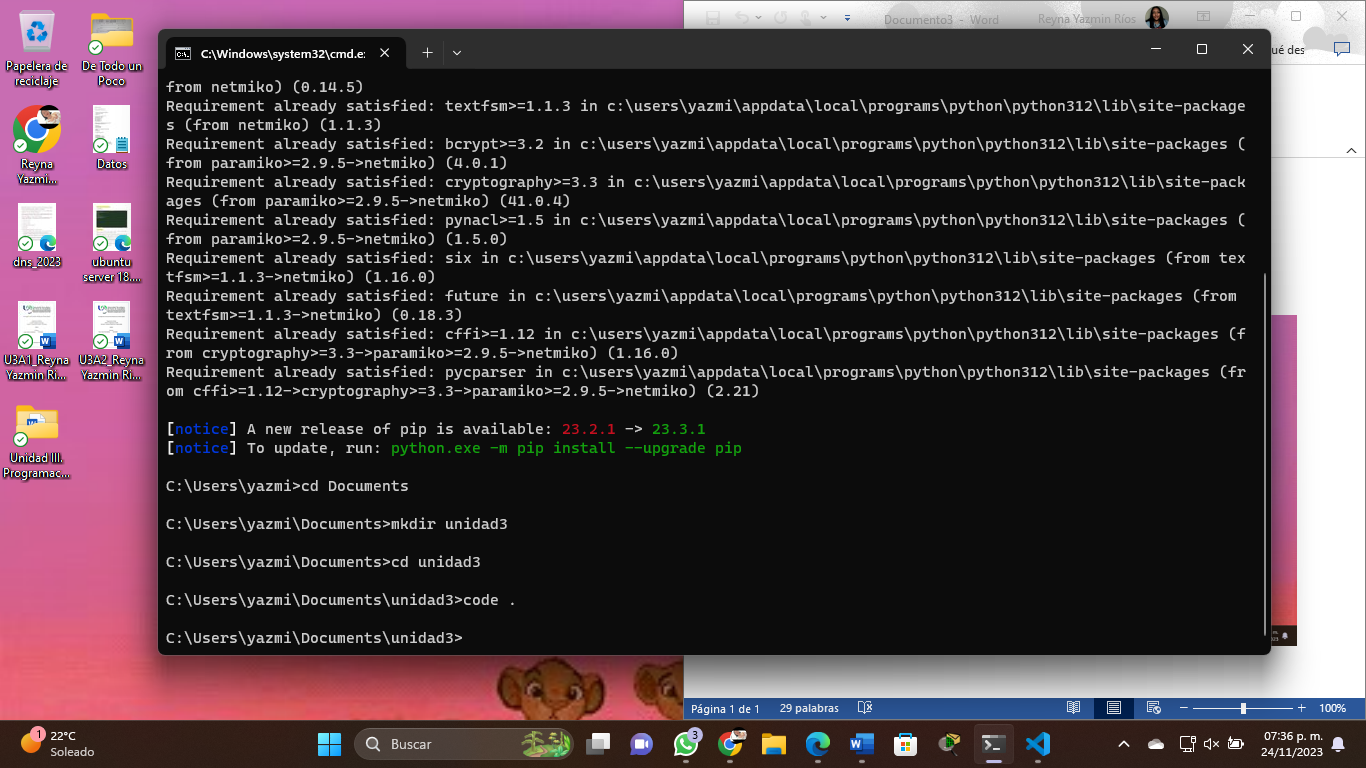 Papelera de
reciclaje
De Todo un
Poco
Reyna
Yazmi...
Datos
dns_2023
ubuntu
server 18....
U3A1_Reyna
Yazmin Rí...
U3A2_Reyna
Yazmin Rí...
Unidad III.
Programac...
Documento3 - Word
Reyna Yazmin Ríos
ué des
C:\Windows\system32\cmd.e:
from netmiko) (0.14.5)
Requirement already satisfied: textfsm>=1.1.3 in c:\users\yazmi\appdata\local\programs\python\python312\lib\site-package
s (from netmiko) (1.1.3)
Requirement already satisfied: bcrypt>=3.2 in c:\users\yazmi\appdata\local\programs\python\python312\lib\site-packages (
from paramiko>=2.9.5->netmiko) (4.0.1)
Requirement already satisfied: cryptography>=3.3 in c:\users\yazmi\appdata\local\programs\python\python312\lib\site-pack
ages (from paramiko>=2.9.5->netmiko) (41.0.4)
Requirement already satisfied: pynacl>=1.5 in c:\users\yazmi\appdata\local\programs\python\python312\lib\site-packages (
from paramiko>=2.9.5->netmiko) (1.5.0)
Requirement already satisfied: six in c:\users\yazmi\appdata\local\programs\python\python312\lib\site-packages (from tex
tfsm>=1.1.3->netmiko) (1.16.0)
Requirement already satisfied: future in c:\users\yazmi\appdata\local\programs\python\python312\lib\site-packages (from
textfsm>=1.1.3->netmiko) (0.18.3)
Requirement already satisfied: cffi>=1.12 in c:\users\yazmi\appdata\local\programs\python\python312\lib\site-packages (f
rom cryptography>=3.3->paramiko>=2.9.5->netmiko) (1.16.0)
Requirement already satisfied: pycparser in c:\users\yazmi\appdata\local\programs\python\python312\lib\site-packages (fr
om cffi>=1.12->cryptography>=3.3->paramiko>=2.9.5->netmiko) (2.21)
[notice] A new release of pip is available: 23.2.1 -> 23.3.1
[notice] To update, run: python.exe -m pip install --upgrade pip
C:\Users\yazmi>cd Documents
C:\Users\yazmi\Documents>mkdir unidad3
C:\Users\yazmi\Documents>cd unidad3
C:\Users\yazmi\Documents\unidad3>code .
C:\Users\yazmi\Documents\unidad3>
Página 1 de 1
29 palabras
100%
1
22°C
Soleado
Buscar
3
07:36 p. m.
24/11/2023